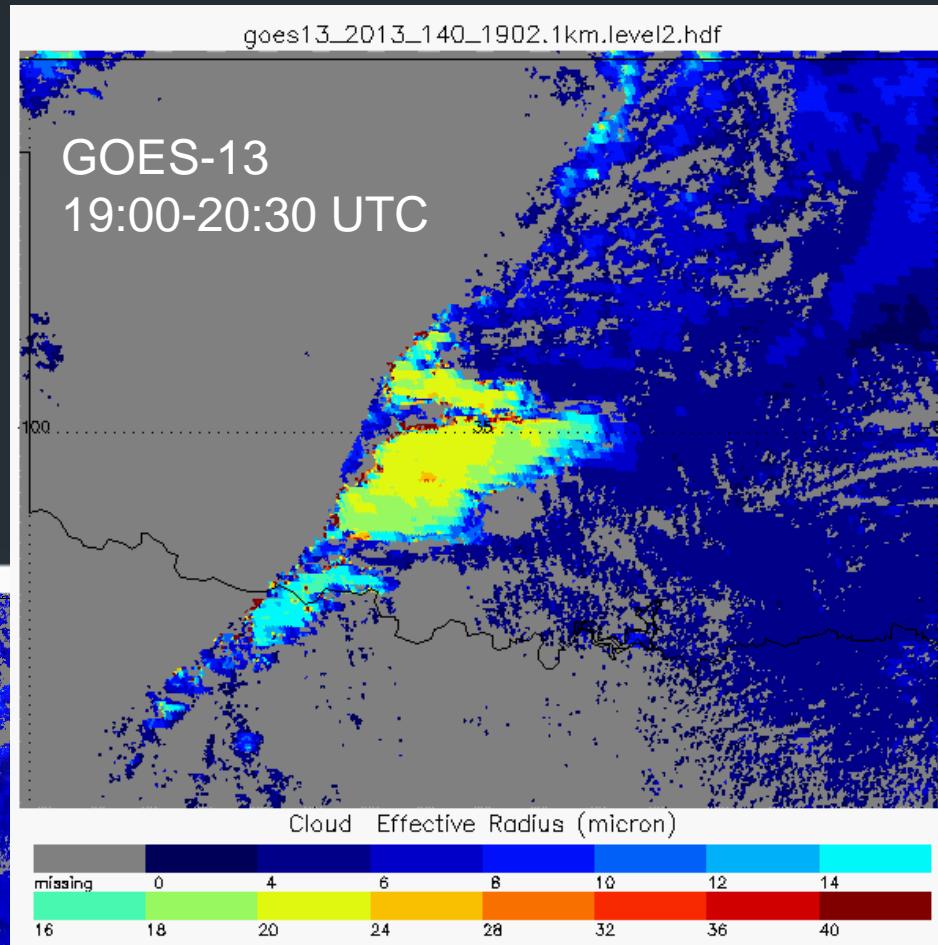 goes13_2013_140_1902.1km.level2.hdf
GOES-13
19:00-20:30 UTC
-100
35
Cloud Effective Radius (micron)
missing 0 4 6 8 10 12 14
16 18 20 24 28 32 36 40